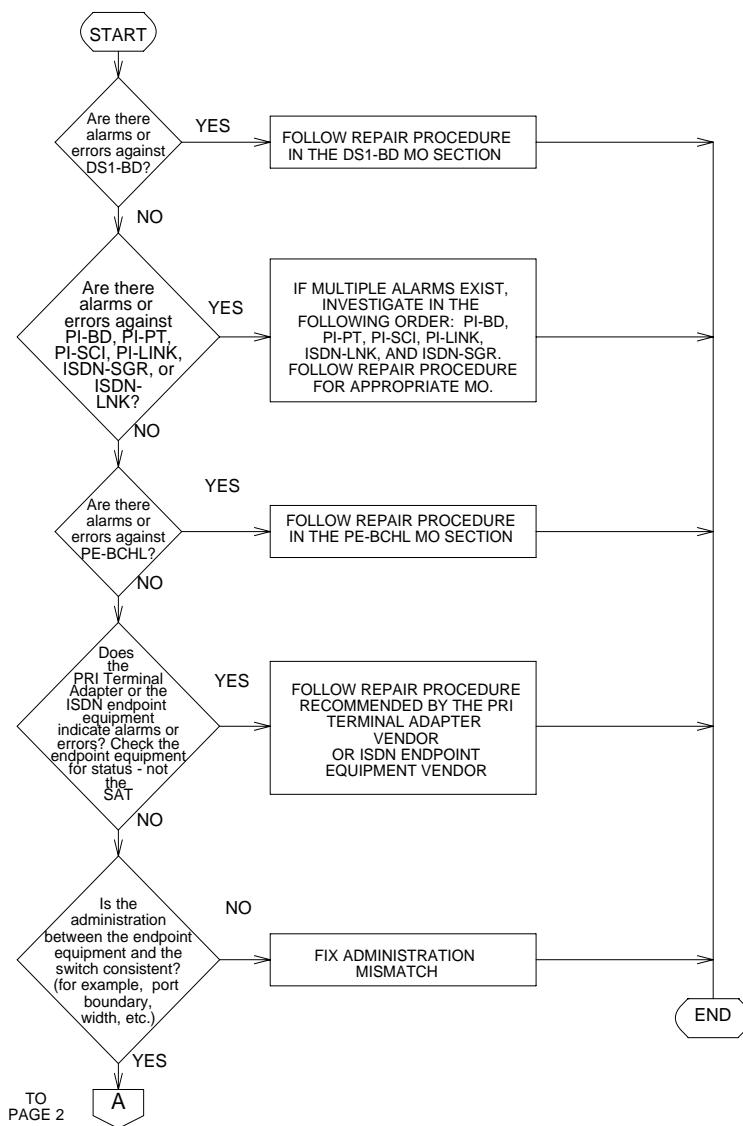 START
Are there
alarms or
errors against
DS1-BD?
YES
FOLLOW REPAIR PROCEDURE
IN THE DS1-BD MO SECTION
NO
Are there
alarms or
errors against
PI-BD, PI-PT,
PI-SCI, PI-LINK,
ISDN-SGR, or
ISDN-
LNK?
YES
IF MULTIPLE ALARMS EXIST,
INVESTIGATE IN THE
FOLLOWING ORDER: PI-BD,
PI-PT, PI-SCI, PI-LINK,
ISDN-LNK, AND ISDN-SGR.
FOLLOW REPAIR PROCEDURE
FOR APPROPRIATE MO.
NO
Are there
alarms or
errors against
PE-BCHL?
YES
FOLLOW REPAIR PROCEDURE
IN THE PE-BCHL MO SECTION
NO
Does
the
PRI Terminal
Adapter or the
ISDN endpoint
equipment
indicate alarms or
errors? Check the
endpoint equipment
for status - not
the
SAT
YES
FOLLOW REPAIR PROCEDURE
RECOMMENDED BY THE PRI
TERMINAL ADAPTER
VENDOR
OR ISDN ENDPOINT
EQUIPMENT VENDOR
NO
Is the
administration
between the endpoint
equipment and the
switch consistent?
(for example, port
boundary,
width, etc.)
NO
FIX ADMINISTRATION
MISMATCH
END
YES
A
TO
PAGE 2